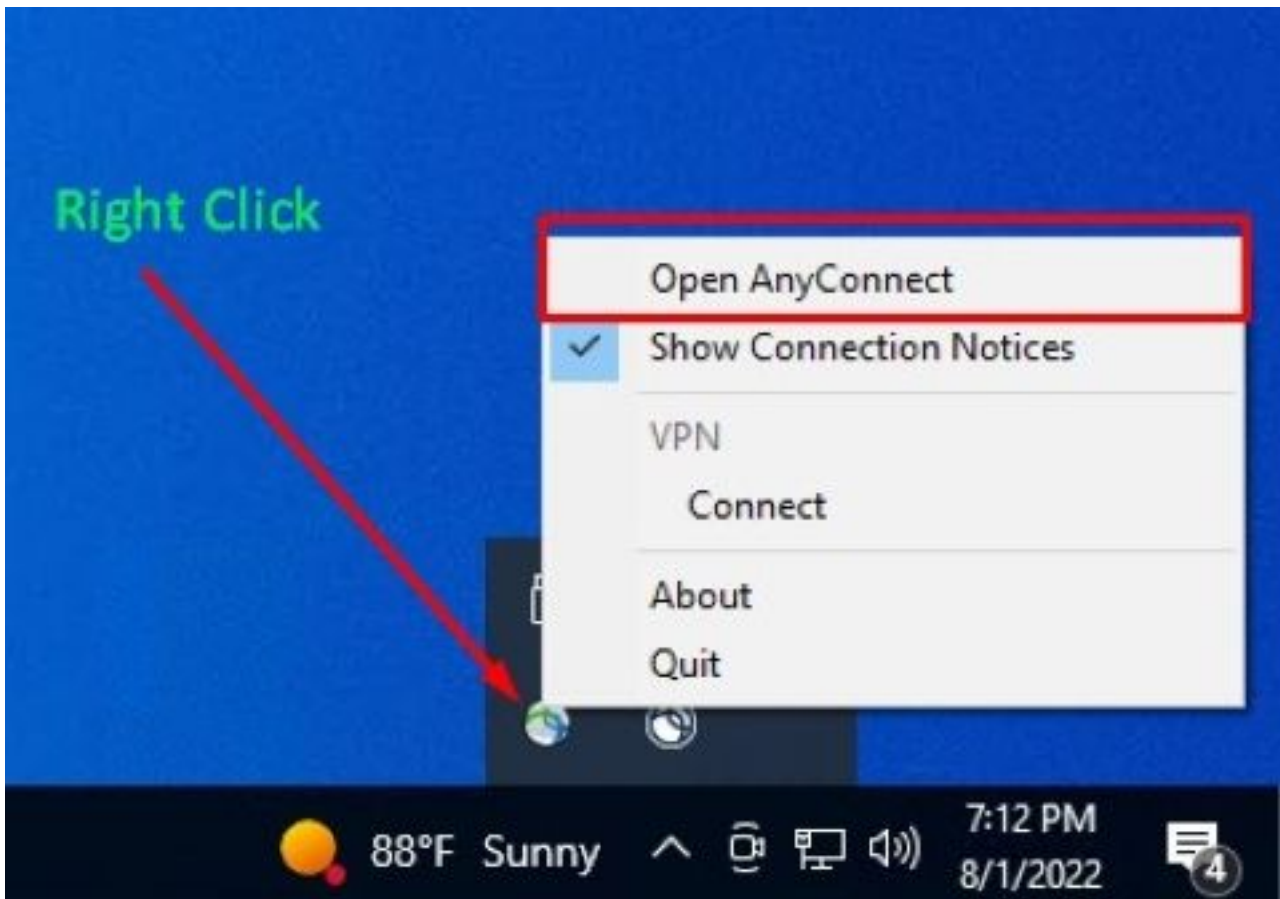 Right Click
Open AnyConnect
Show Connection Notices
VPN
Connect
About
Quit
88°F Sunny
7:12 PM
8/1/2022
4